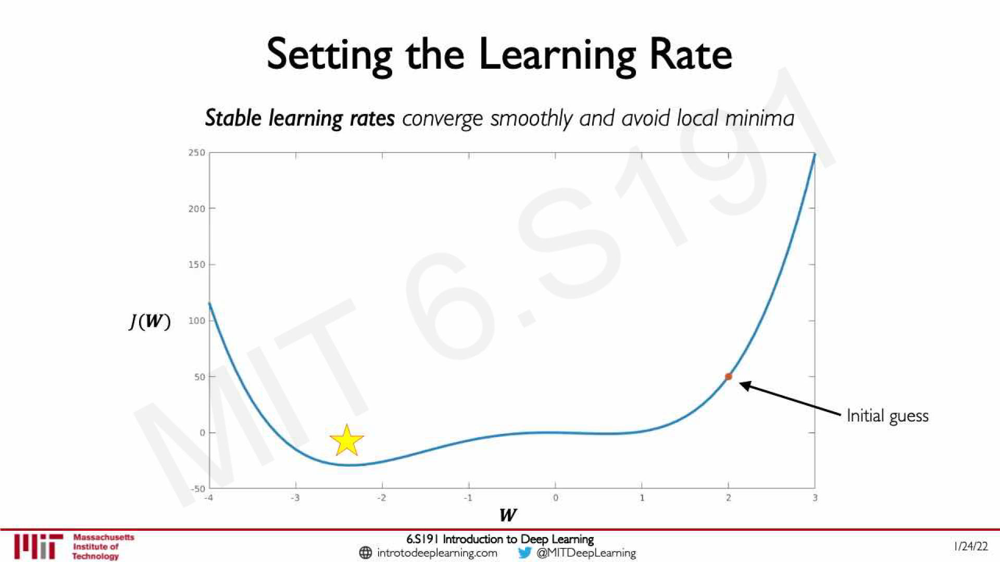 Setting the Learning Rate
Stable learning rates converge smoothly and avoid local minima
250
200
150
100
50
0
-50
J(W)
-4 -3 -2 -1 0 1 2 3
W
Initial guess
MIT 6.S191
Massachusetts
Institute of
Technology
6.S191 Introduction to Deep Learning
introtodeeplearning.com @MITDeepLearning
1/24/22